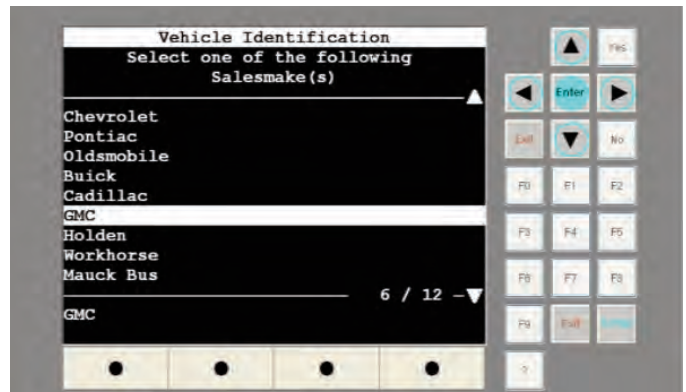 Vehicle Identification
Select one of the following
Salesmake(s)
Chevrolet
Pontiac
Oldsmobile
Buick
Cadillac
GMC
Holden
Workhorse
Mauck Bus
6 / 12
GMC
Yes
Enter
Exit
No
F0
F1
F2
F3
F4
F5
F6
F7
F8
F9
Exit
?